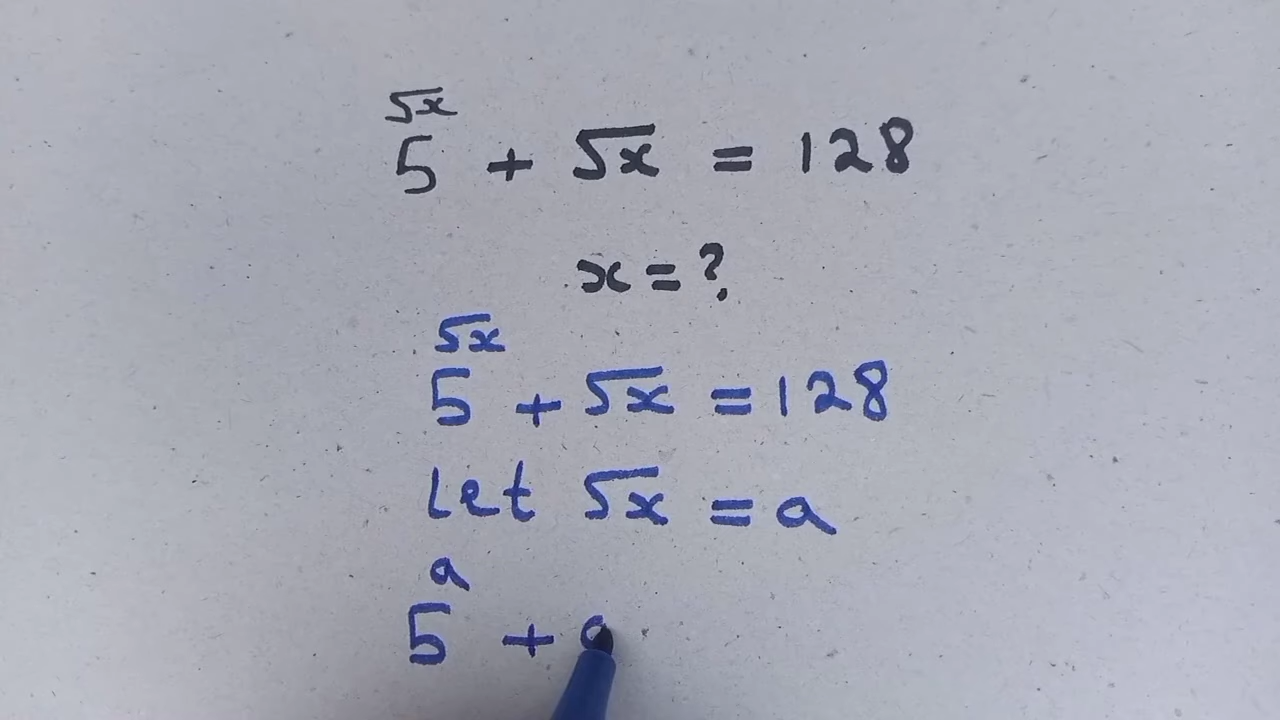 5^√x + √x = 128
x = ?
5^√x + √x = 128
let √x = a
5^a + a